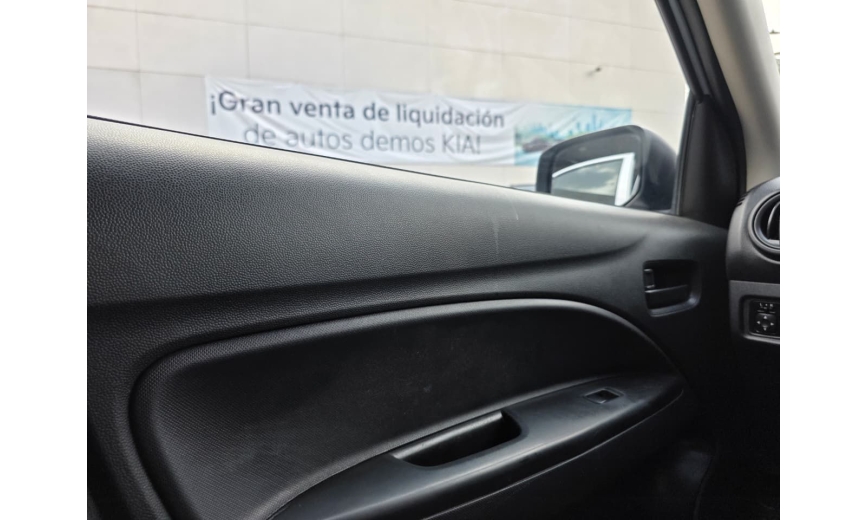 ¡Gran venta de liquidación
de autos demos KIA!